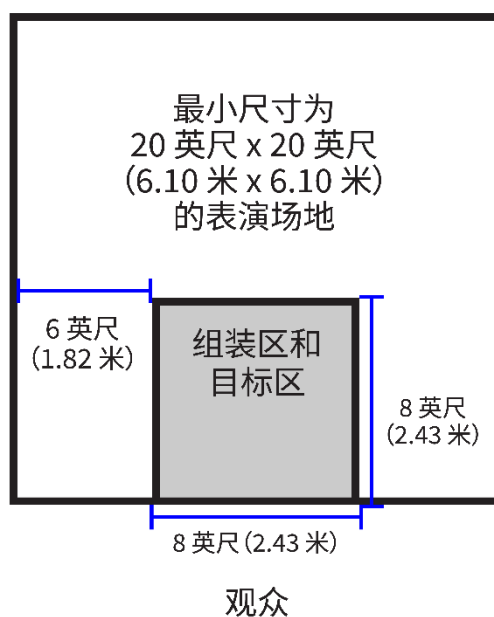 最小尺寸为
20 英尺 x 20 英尺
（6.10 米 x 6.10 米）
的表演场地
6 英尺
（1.82 米）
组装区和
目标区
8 英尺
（2.43 米）
8 英尺（2.43 米）
观众